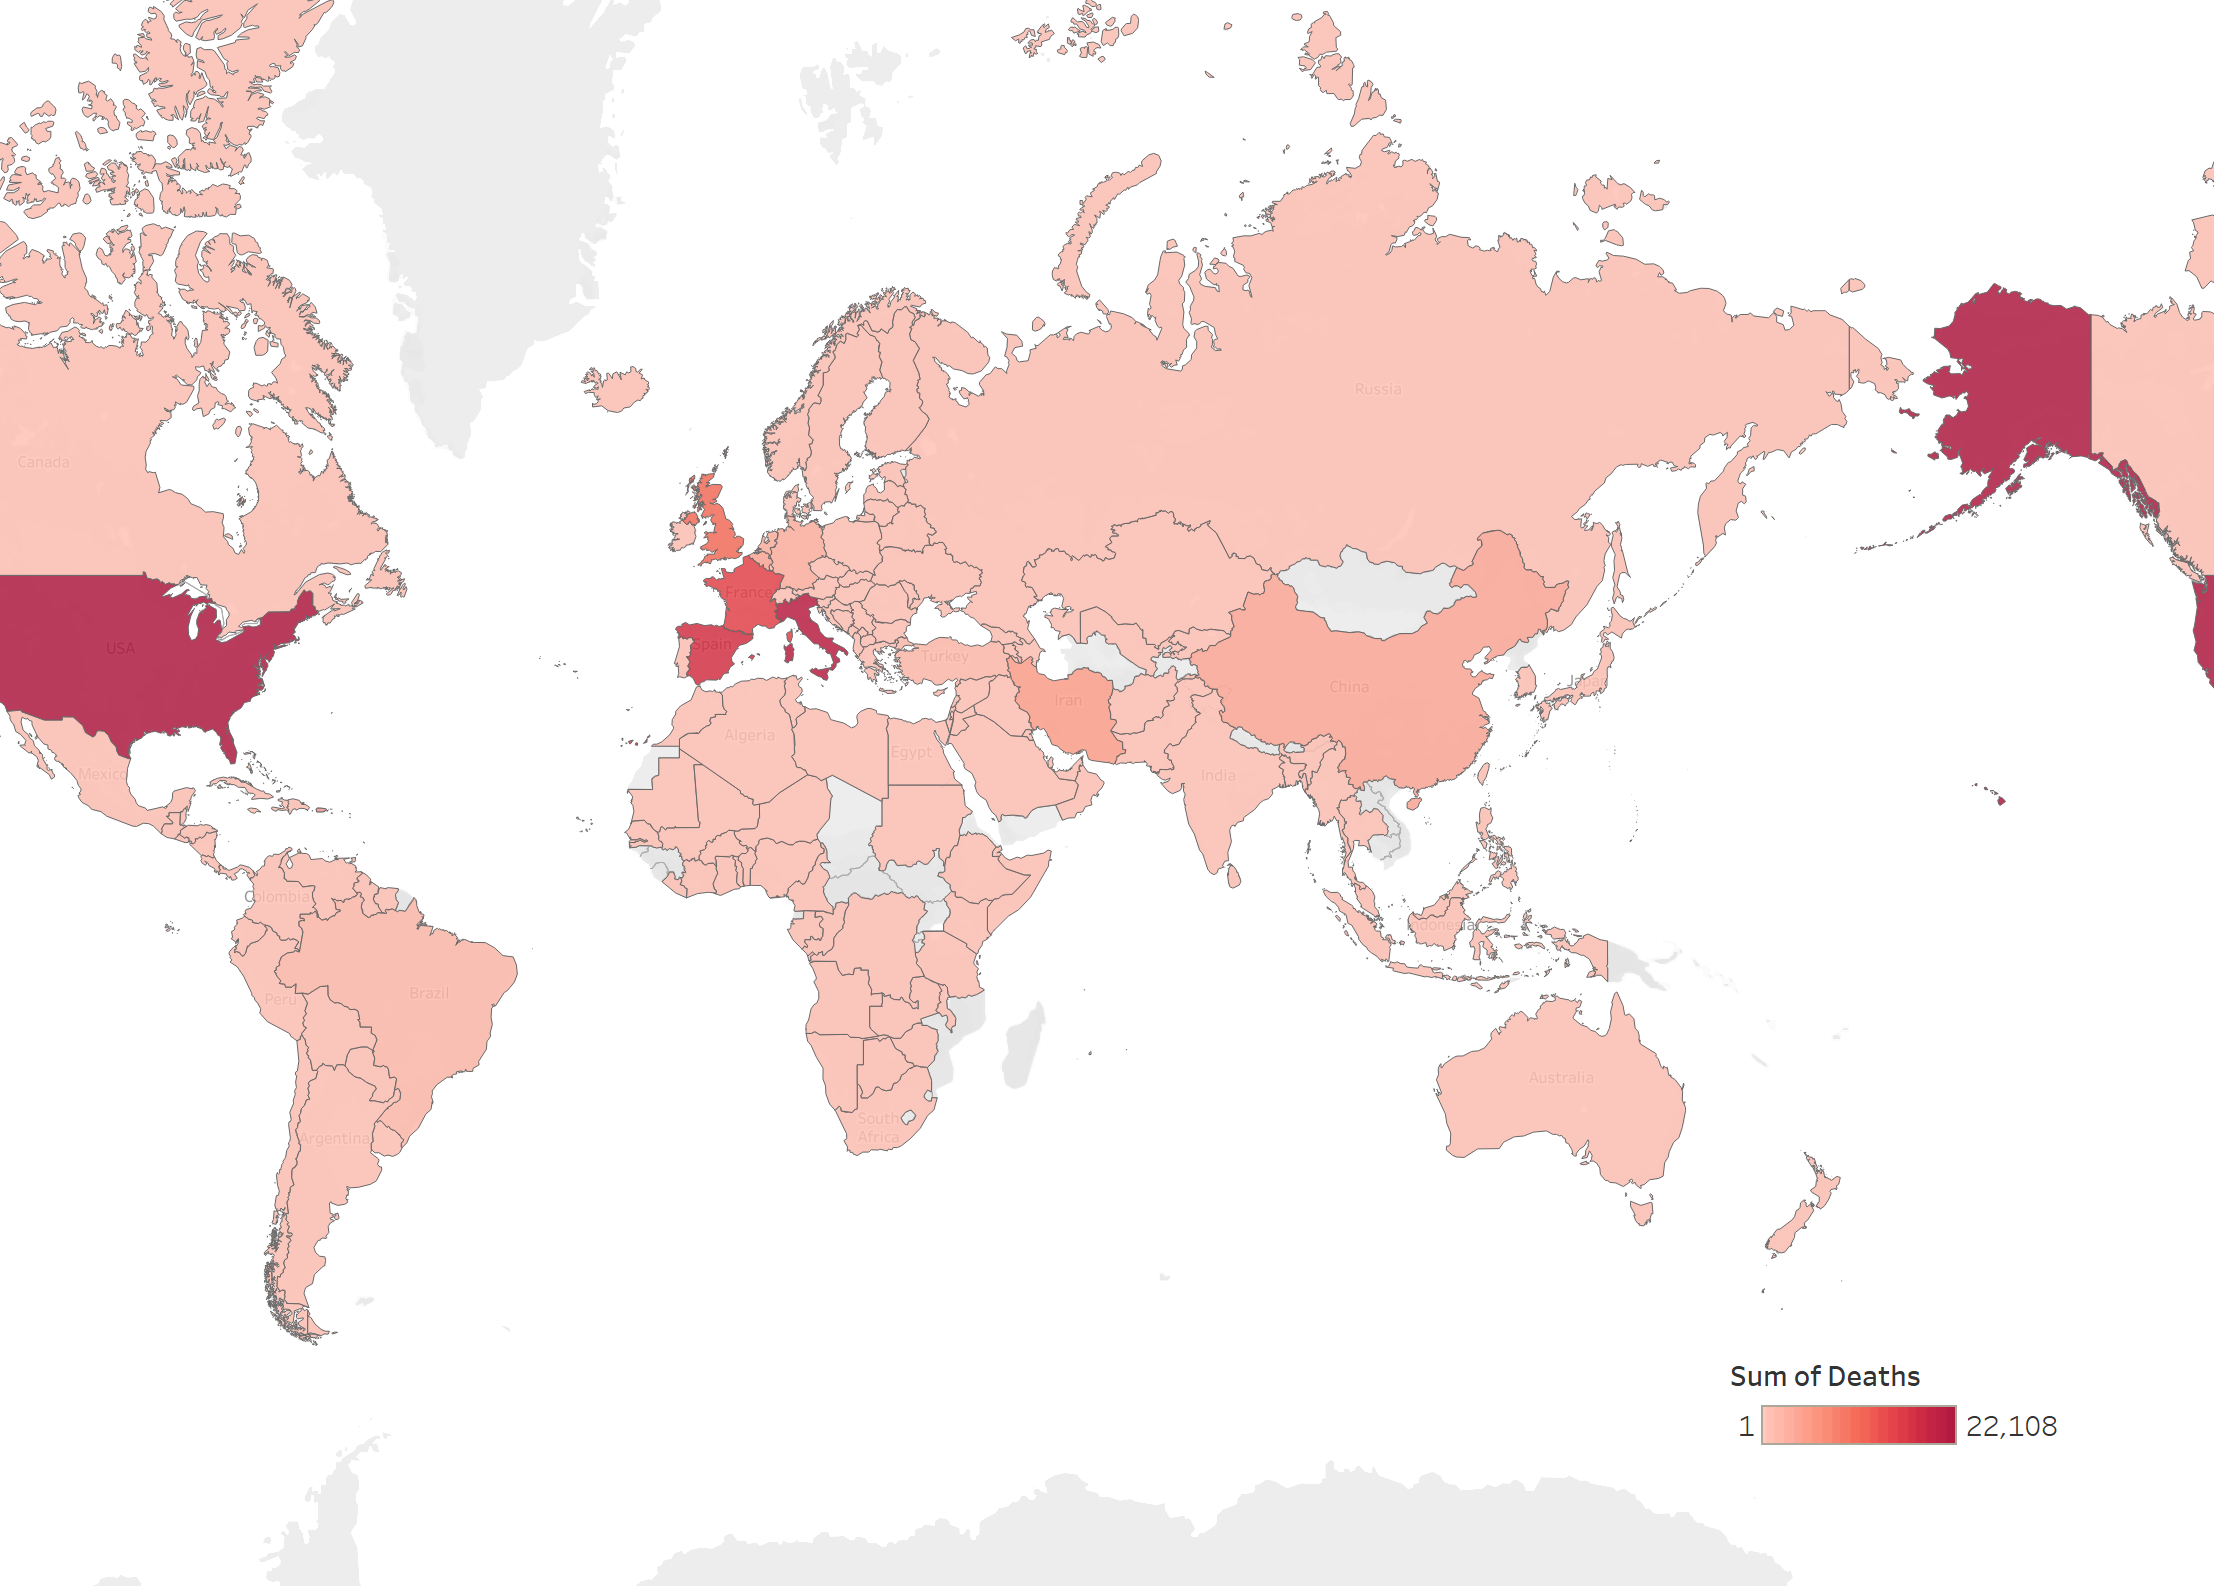 Russia
Canada
France
USA
Spain
Turkey
China
Japan
Iran
Algeria
Egypt
Mexico
India
Colombia
Indonesia
Brazil
Peru
Australia
South
Africa
Argentina
Sum of Deaths
1
22,108